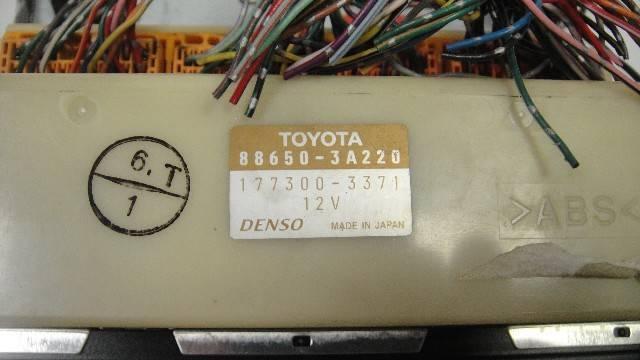 TOYOTA
88650-3A220
177300-3371
12V
DENSO MADE IN JAPAN
6.T
1
>ABS<